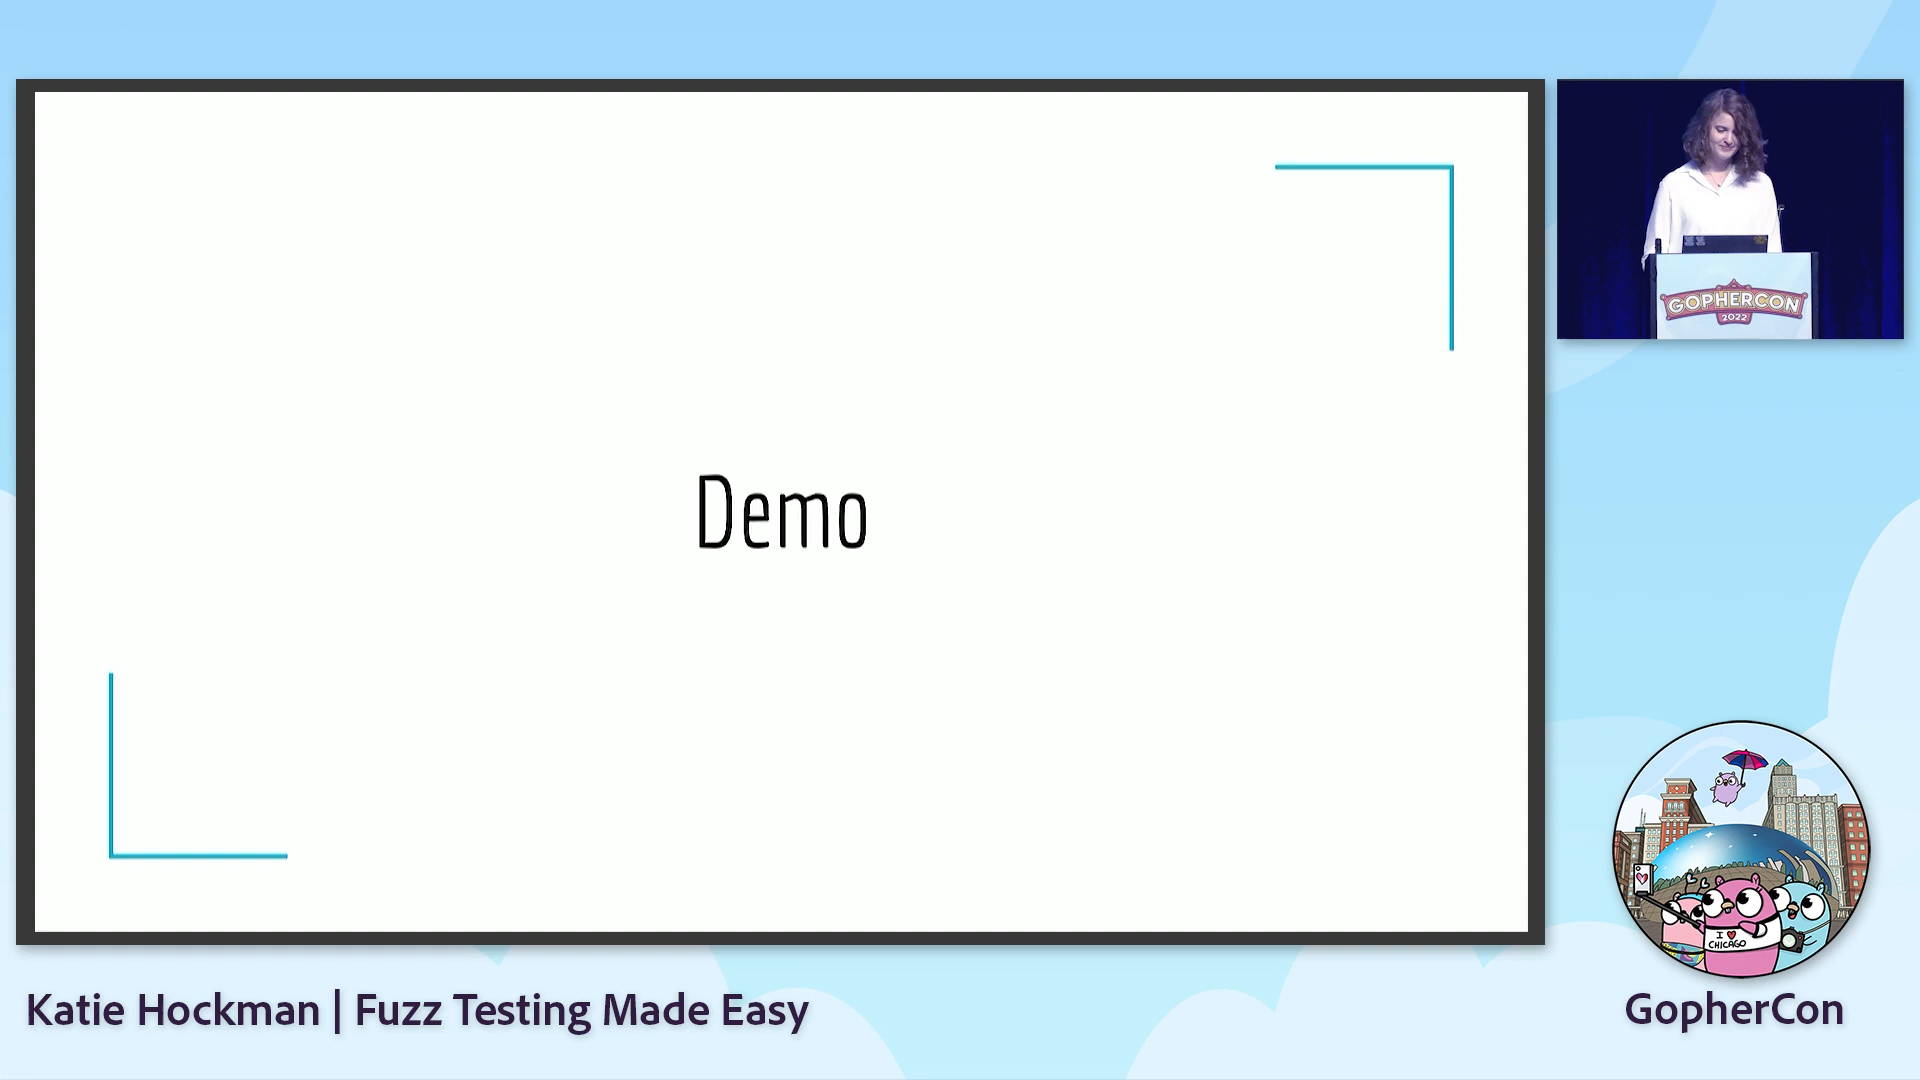 Demo
GOPHERCON
2022
I
CHICAGO
Katie Hockman | Fuzz Testing Made Easy
GopherCon